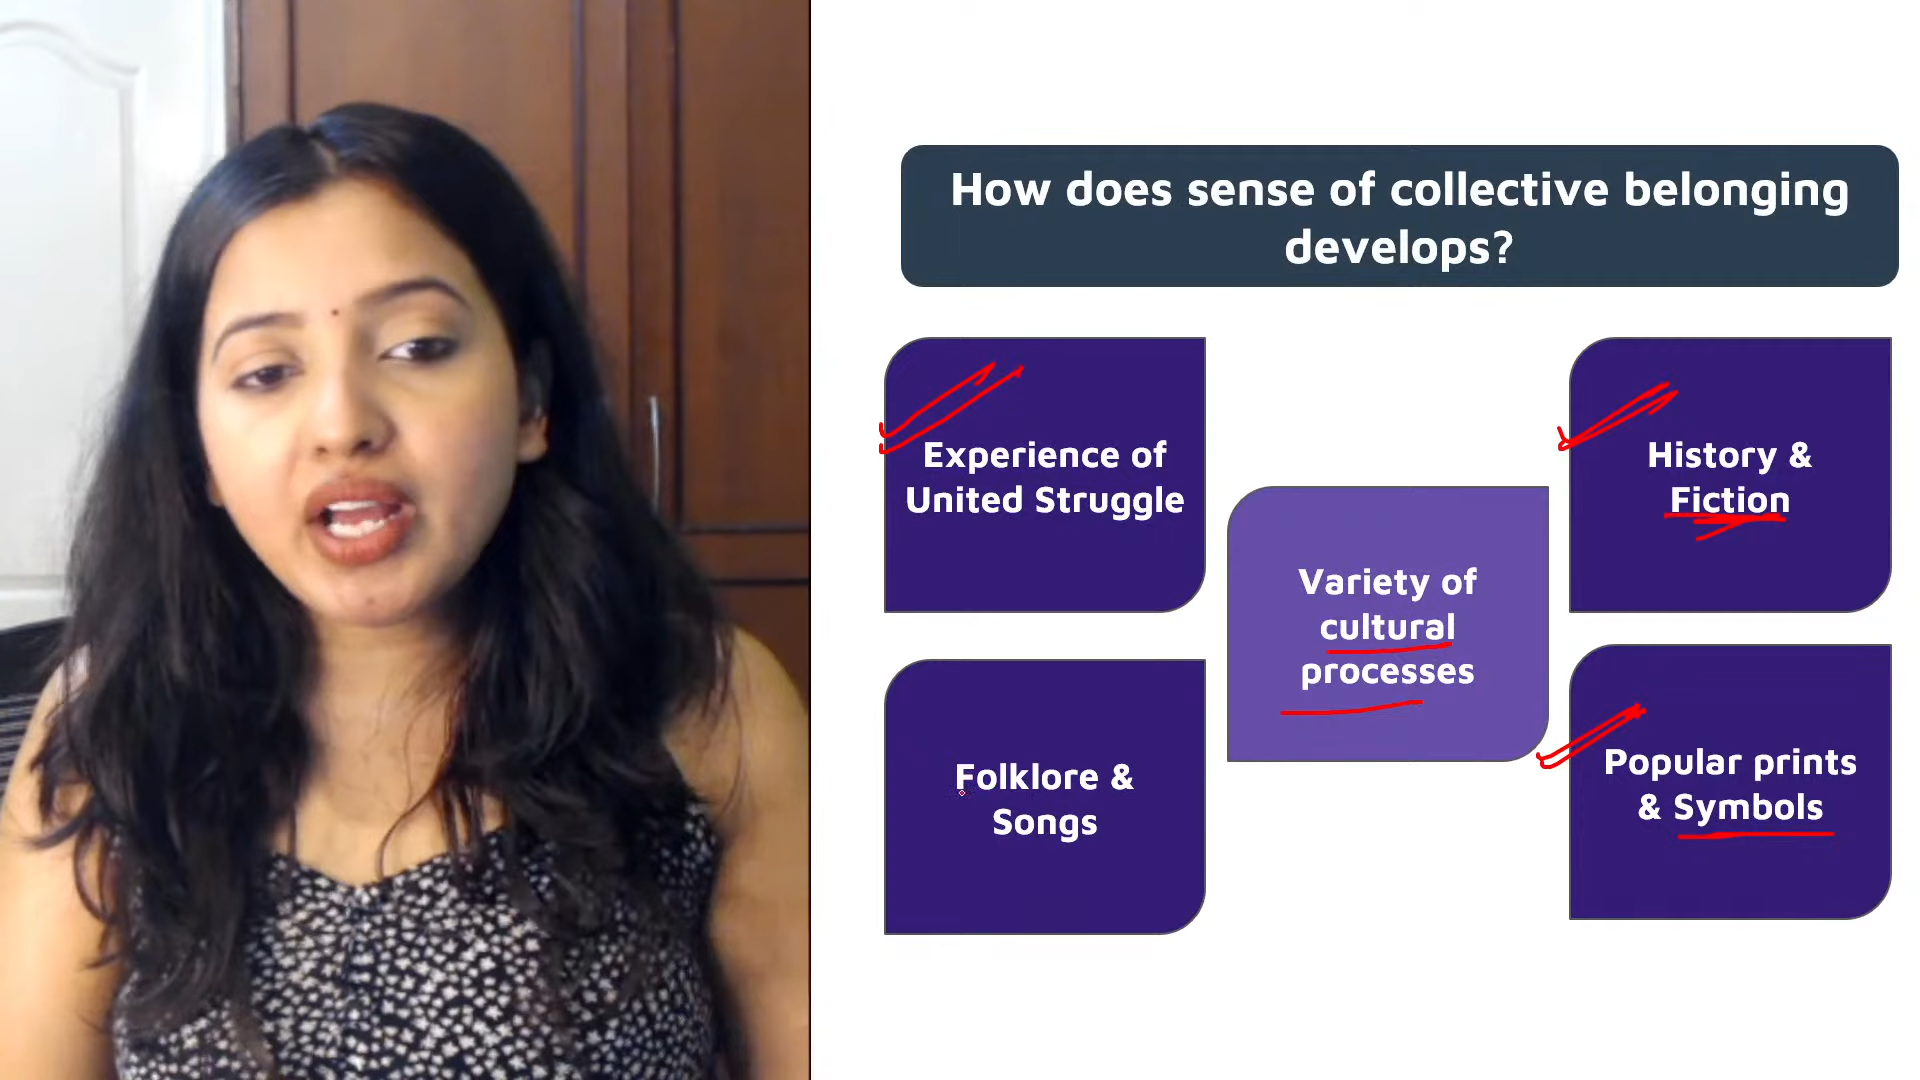 How does sense of collective belonging
develops?
Experience of
United Struggle
History &
Fiction
Variety of
cultural
processes
Folklore &
Songs
Popular prints
& Symbols